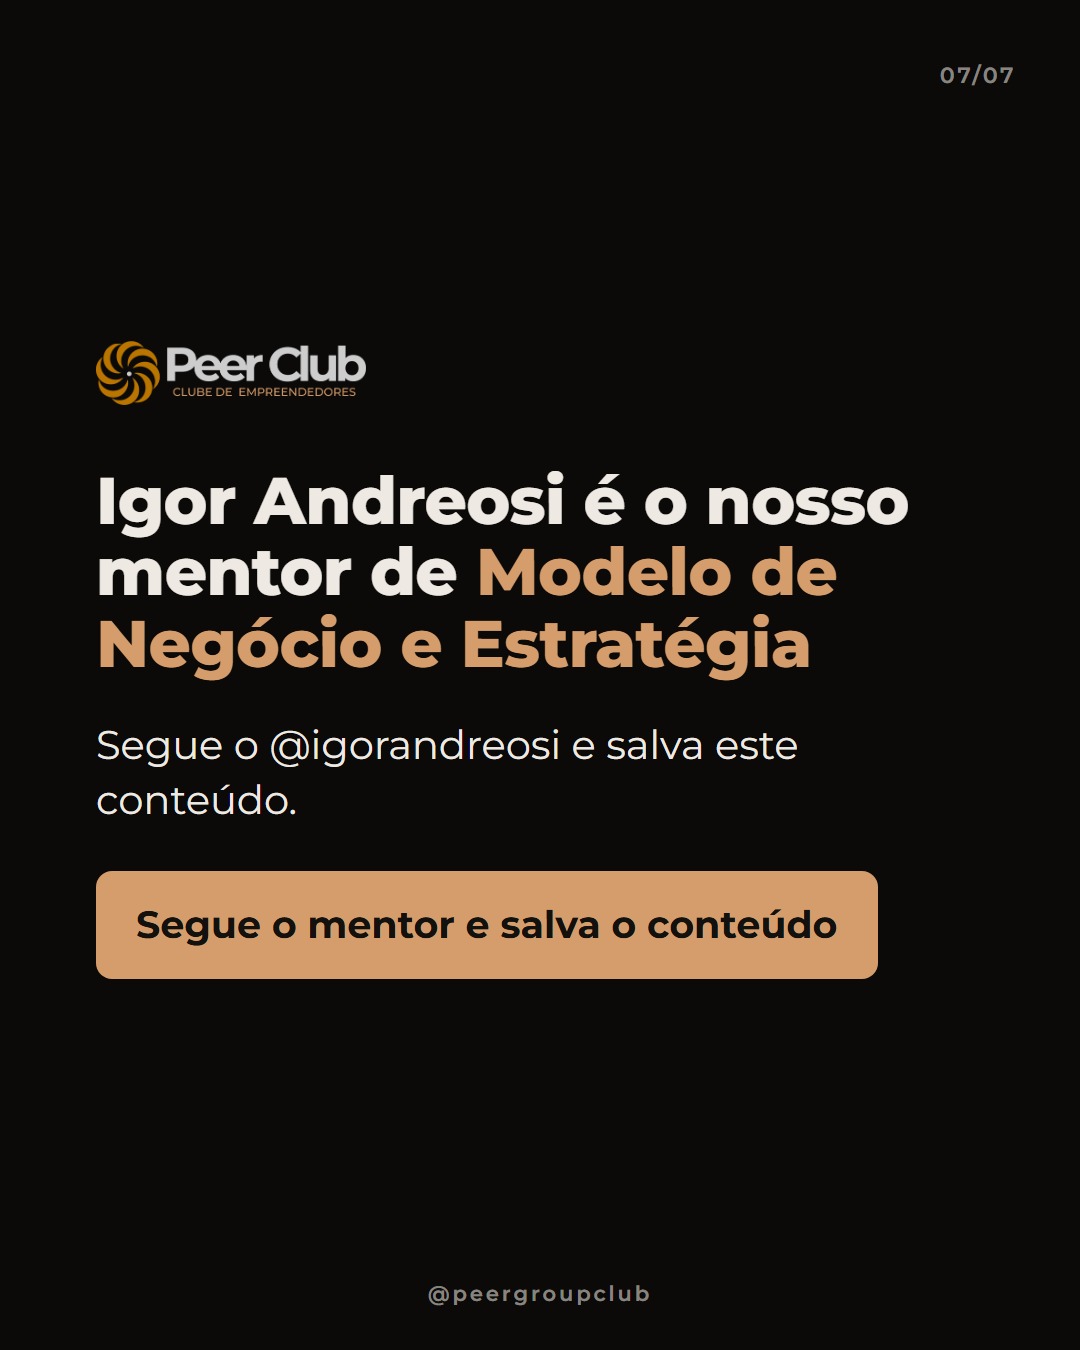 07/07
Peer Club
CLUBE DE EMPREENDEDORES
Igor Andreosi é o nosso
mentor de Modelo de
Negócio e Estratégia
Segue o @igorandreosi e salva este
conteúdo.
Segue o mentor e salva o conteúdo
@peergroupclub